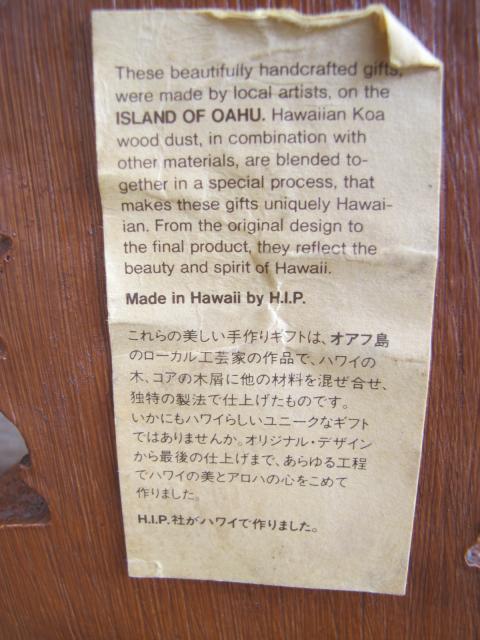 These beautifully handcrafted gifts,
were made by local artists, on the
ISLAND OF OAHU. Hawaiian Koa
wood dust, in combination with
other materials, are blended to-
gether in a special process, that
makes these gifts uniquely Hawai-
ian. From the original design to
the final product, they reflect the
beauty and spirit of Hawaii.
Made in Hawaii by H.I.P.
これらの美しい手作りギフトは、オアフ島
のローカル工芸家の作品で、ハワイの
木、コアの木屑に他の材料を混ぜ合せ、
独特の製法で仕上げたものです。
いかにもハワイらしいユニークなギフト
ではありませんか。オリジナル・デザイン
から最後の仕上げまで、あらゆる工程
でハワイの美とアロハの心をこめて
作りました。
H.I.P.社がハワイで作りました。